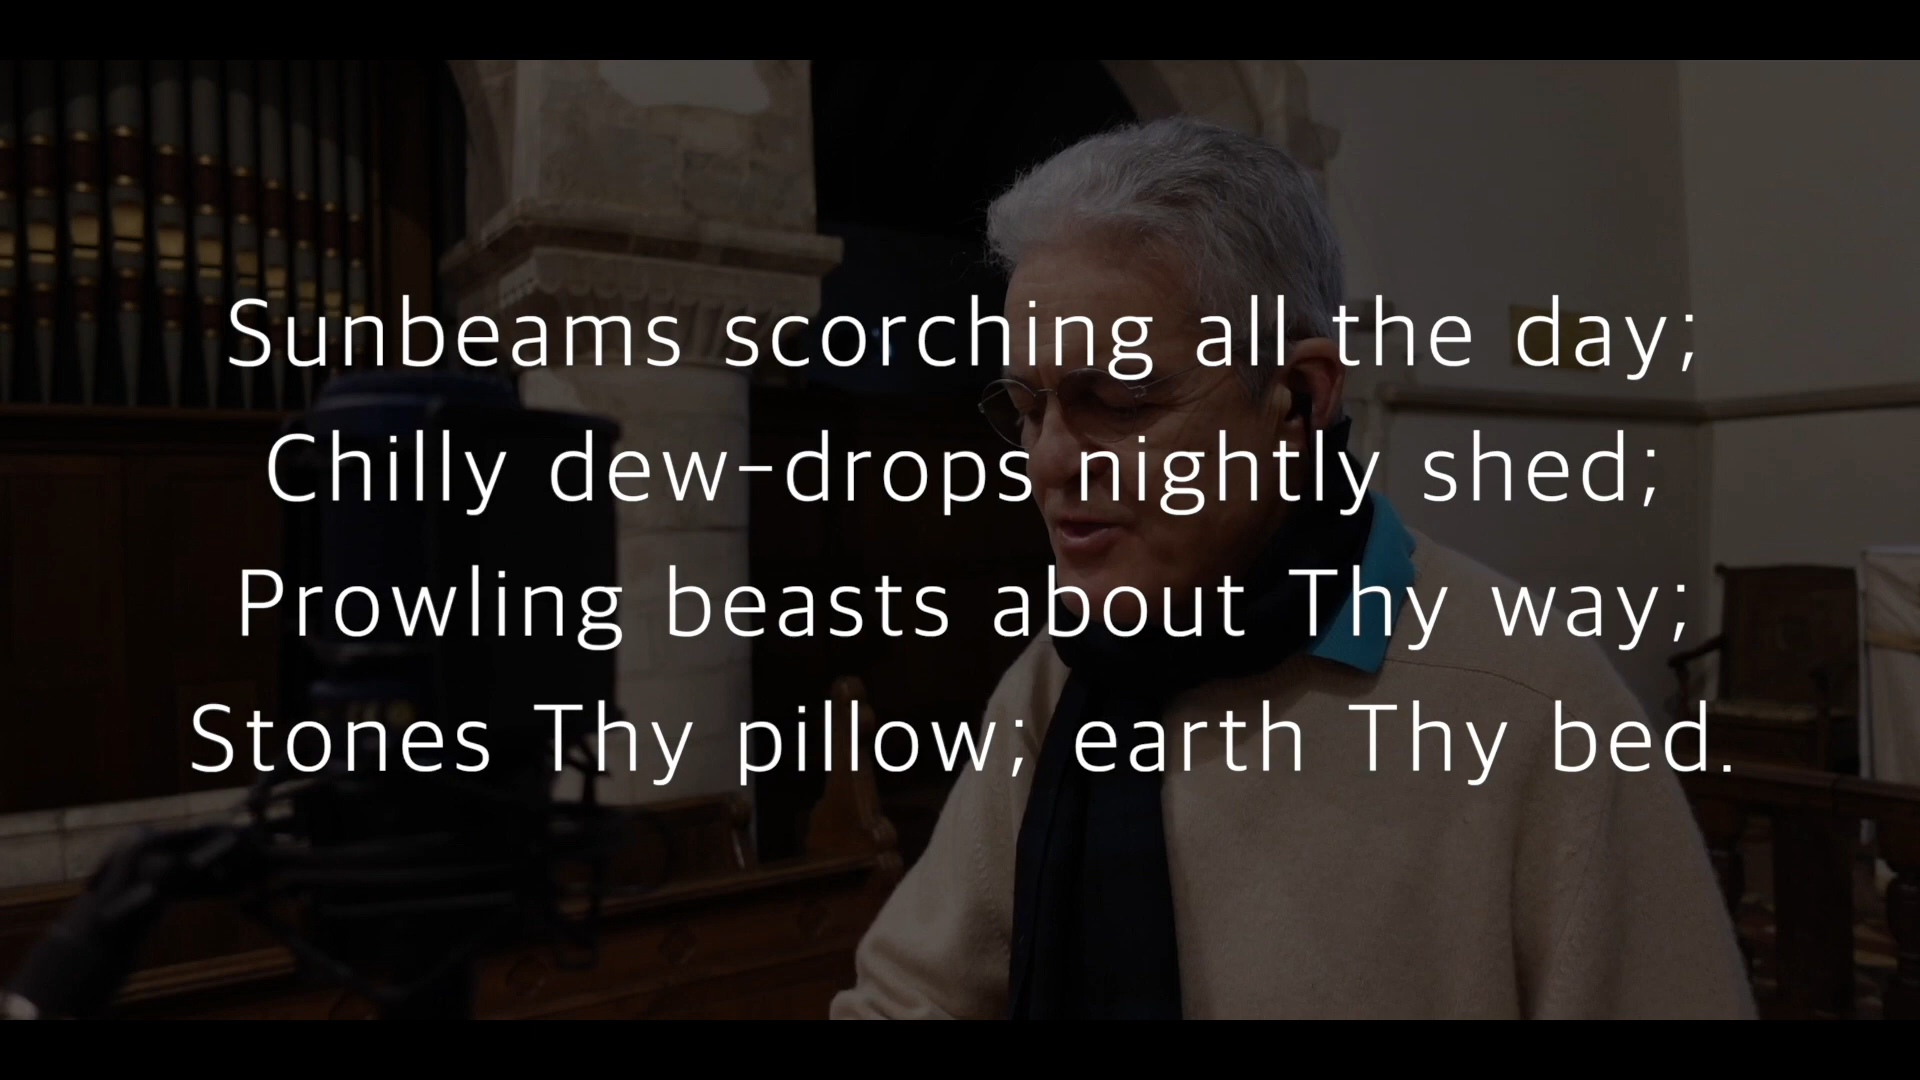 Sunbeams scorching all the day;
Chilly dew-drops nightly shed;
Prowling beasts about Thy way;
Stones Thy pillow; earth Thy bed.